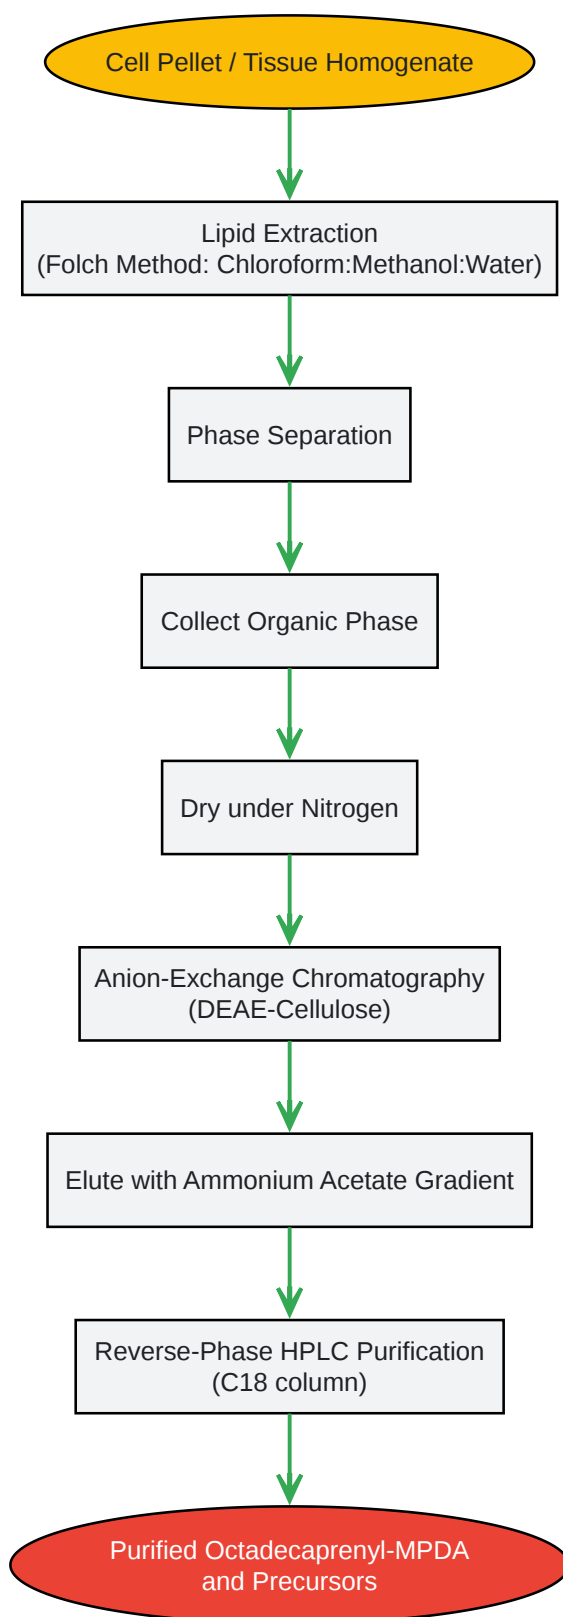 Cell Pellet / Tissue Homogenate
Lipid Extraction
(Folch Method: Chloroform:Methanol:Water)
Phase Separation
Collect Organic Phase
Dry under Nitrogen
Anion-Exchange Chromatography
(DEAE-Cellulose)
Elute with Ammonium Acetate Gradient
Reverse-Phase HPLC Purification
(C18 column)
Purified Octadecaprenyl-MPDA
and Precursors